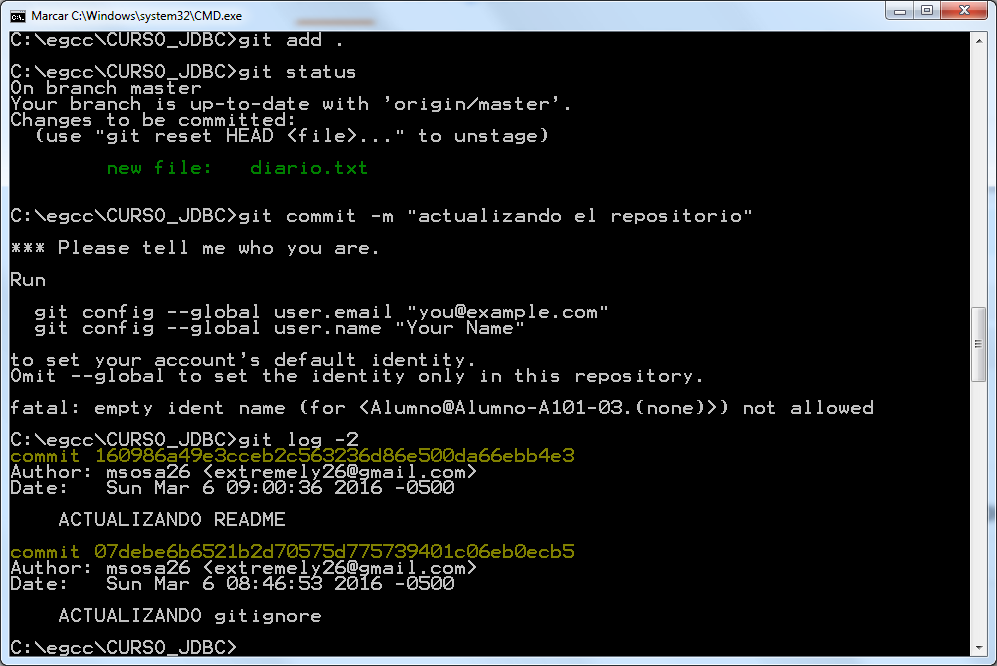 Marcar C:\Windows\system32\CMD.exe
C:\egcc\CURSO_JDBC>git add .
C:\egcc\CURSO_JDBC>git status
On branch master
Your branch is up-to-date with 'origin/master'.
Changes to be committed:
  (use "git reset HEAD <file>..." to unstage)
        new file:   diario.txt
C:\egcc\CURSO_JDBC>git commit -m "actualizando el repositorio"
*** Please tell me who you are.
Run
  git config --global user.email "you@example.com"
  git config --global user.name "Your Name"
to set your account's default identity.
Omit --global to set the identity only in this repository.
fatal: empty ident name (for <Alumno@Alumno-A101-03.(none)>) not allowed
C:\egcc\CURSO_JDBC>git log -2
commit 160986a49e3cceb2c563236d86e500da66ebb4e3
Author: msosa26 <extremely26@gmail.com>
Date:   Sun Mar 6 09:00:36 2016 -0500
    ACTUALIZANDO README
commit 07debe6b6521b2d70575d775739401c06eb0ecb5
Author: msosa26 <extremely26@gmail.com>
Date:   Sun Mar 6 08:46:53 2016 -0500
    ACTUALIZANDO gitignore
C:\egcc\CURSO_JDBC>